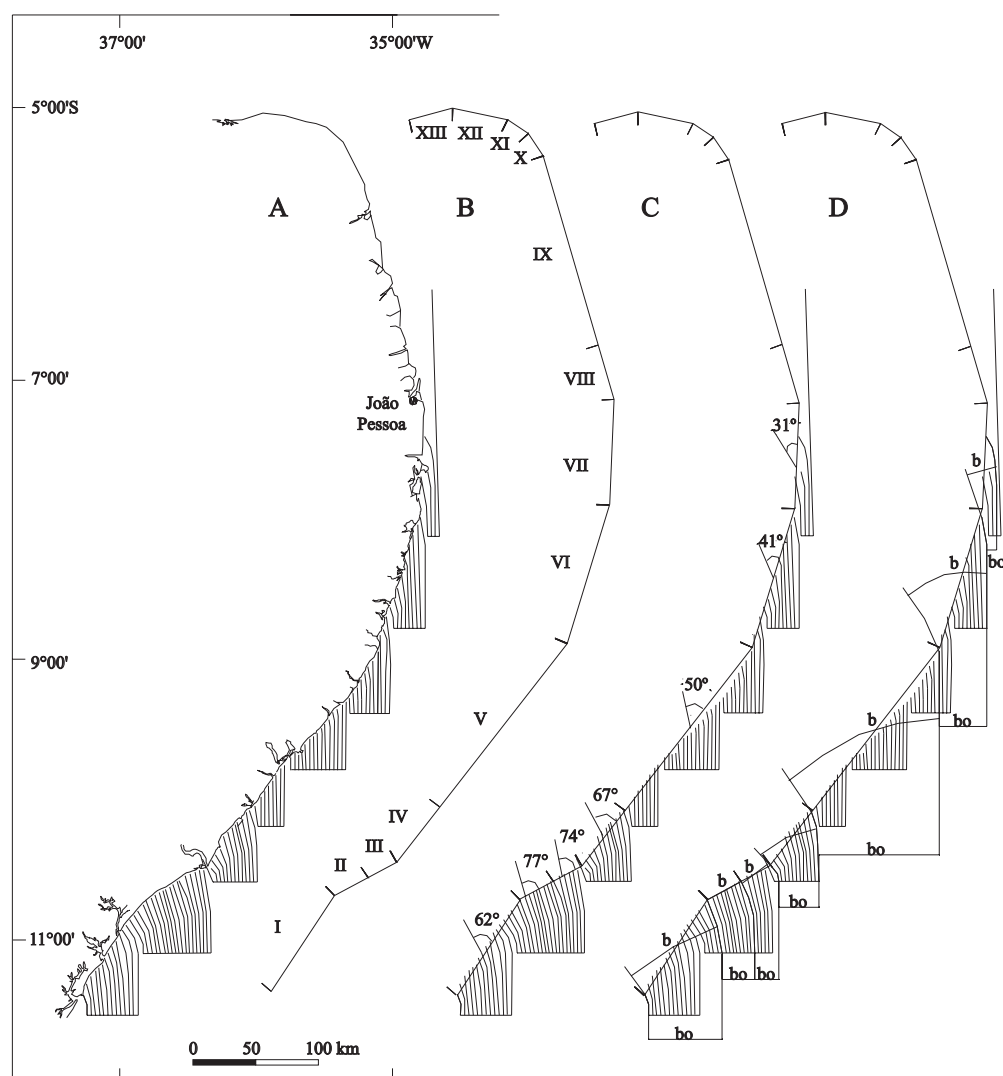 37°00' 35°00'W
5°00'S
XIII XII XI X
A B C D
IX
7°00'
VIII
João
Pessoa
31°
VII
b
41°
VI
b bo
9°00'
50°
V
b bo
67°
IV
74°
III
bo
II
77°
b b
bo
62°
I
b
11°00'
bo bo
bo
0 50 100 km